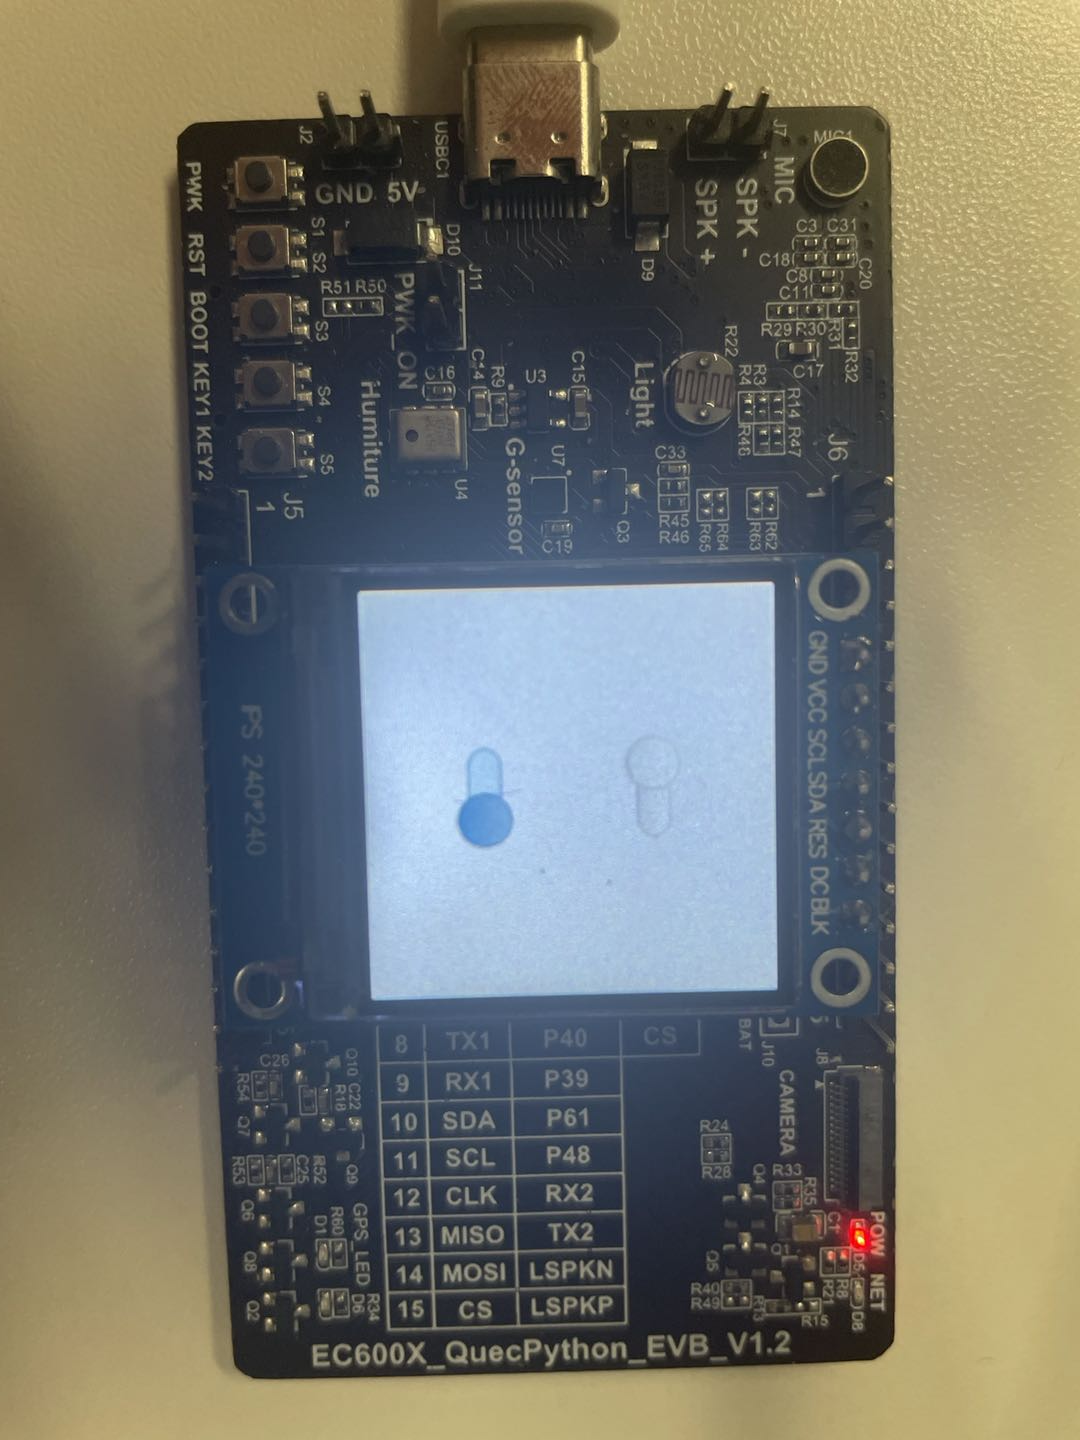 J2
USBC1
J7
MIC1
PWK
GND 5V
MIC
SPK -
SPK +
S1
RST
S2
D10
J11
D9
C3 C31
C18
C8
C20
C11
BOOT
R51 R50
S3
PWK_ON
R29 R30
R31
R32
C17
R22
KEY1
S4
C14
R9
U3
C15
C16
Light
R4
R3
R14
R47
Humiture
KEY2
S5
U4
G-sensor
U7
C33
J6
1
J5
1
C19
Q3
R45
R46
R65
R64
R63
R62
GND VCC SCL SDA RES DC BLK
PS 240*240
8 TX1 P40 CS
9 RX1 P39
10 SDA P61
11 SCL P48
12 CLK RX2
13 MISO TX2
14 MOSI LSPKN
15 CS LSPKP
BAT
J10
J8
CAMERA
C26
Q10
R54
C22
R18
Q7
R53
C25
R52
Q9
Q6
D1
R60
GPS_LED
Q8
Q2
D6
R34
R24
R28
Q4
R33
R35
Q1
Q5
R40
R49
R13
R15
R21
R8
D5
D8
POW
NET
EC600X_QuecPython_EVB_V1.2